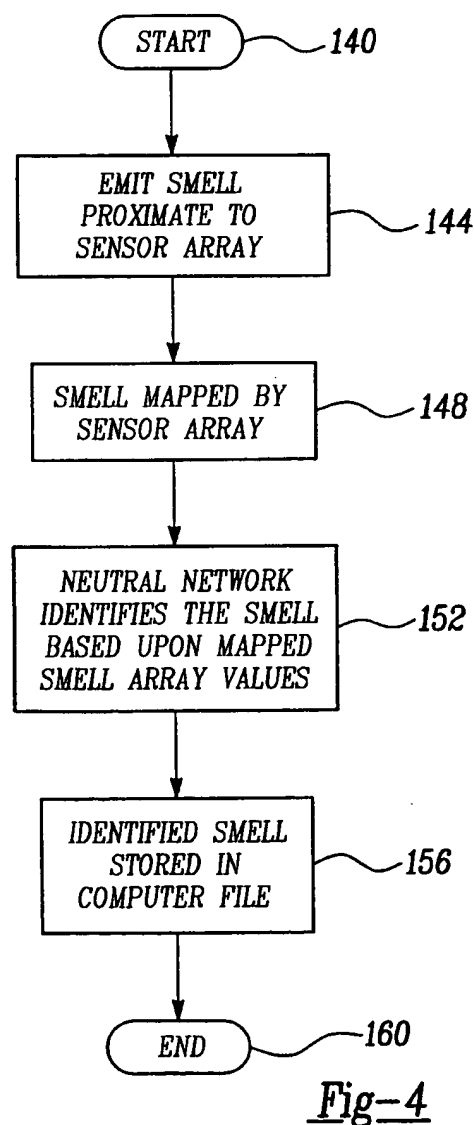 START
140
EMIT SMELL
PROXIMATE TO
SENSOR ARRAY
144
SMELL MAPPED BY
SENSOR ARRAY
148
NEUTRAL NETWORK
IDENTIFIES THE SMELL
BASED UPON MAPPED
SMELL ARRAY VALUES
152
IDENTIFIED SMELL
STORED IN
COMPUTER FILE
156
END
160
Fig-4